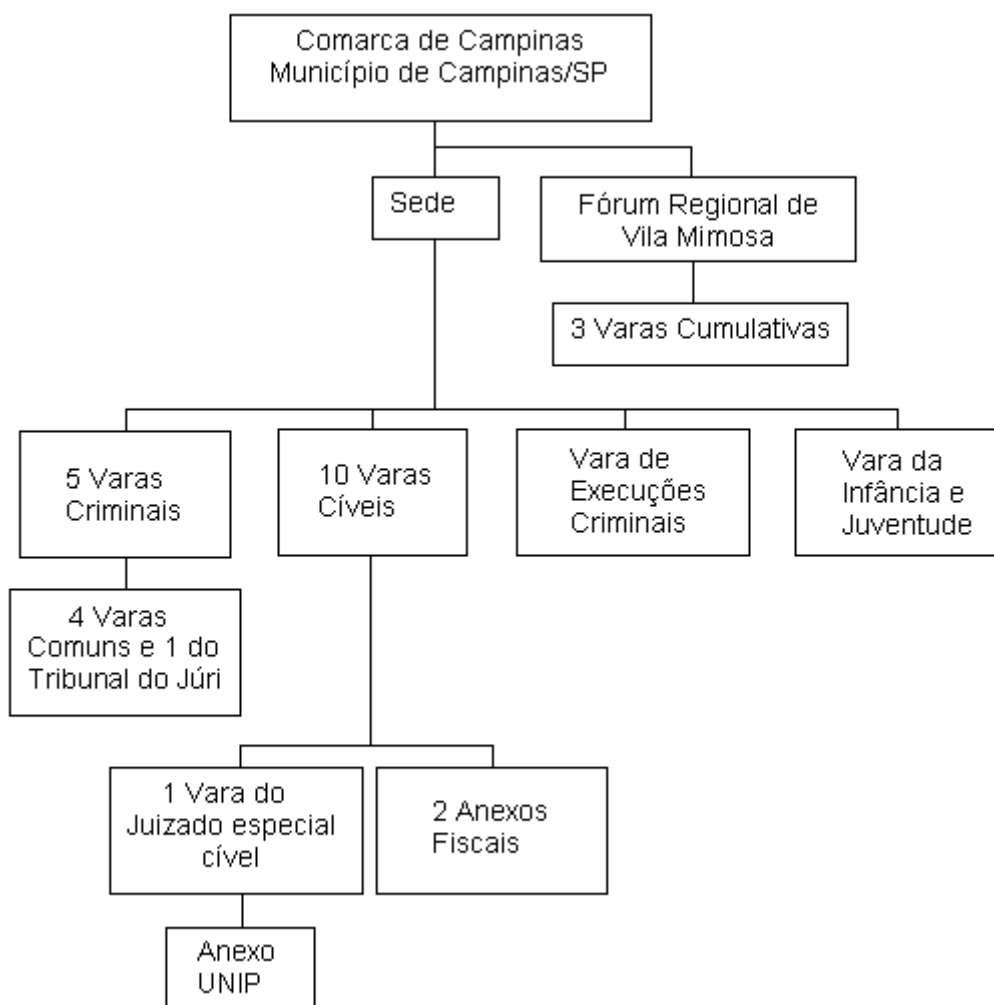 Comarca de Campinas
Município de Campinas/SP
Sede
Fórum Regional de
Vila Mimosa
3 Varas Cumulativas
5 Varas
Criminais
10 Varas
Cíveis
Vara de
Execuções
Criminais
Vara da
Infância e
Juventude
4 Varas
Comuns e 1 do
Tribunal do Júri
1 Vara do
Juizado especial
cível
2 Anexos
Fiscais
Anexo
UNIP